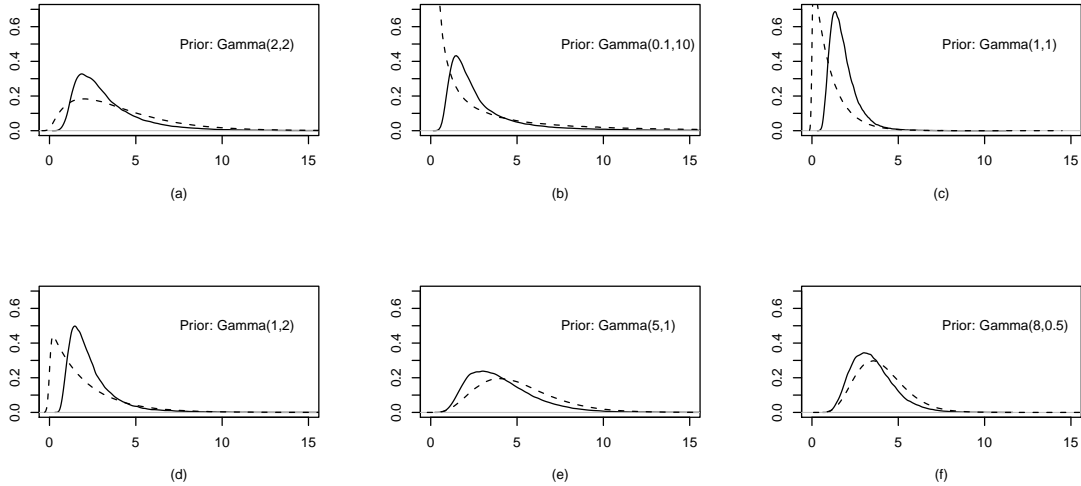 0.0 0.2 0.4 0.6
Prior: Gamma(2,2)
0 5 10 15
(a)
0.0 0.2 0.4 0.6
Prior: Gamma(0.1,10)
0 5 10 15
(b)
0.0 0.2 0.4 0.6
Prior: Gamma(1,1)
0 5 10 15
(c)
0.0 0.2 0.4 0.6
Prior: Gamma(1,2)
0 5 10 15
(d)
0.0 0.2 0.4 0.6
Prior: Gamma(5,1)
0 5 10 15
(e)
0.0 0.2 0.4 0.6
Prior: Gamma(8,0.5)
0 5 10 15
(f)